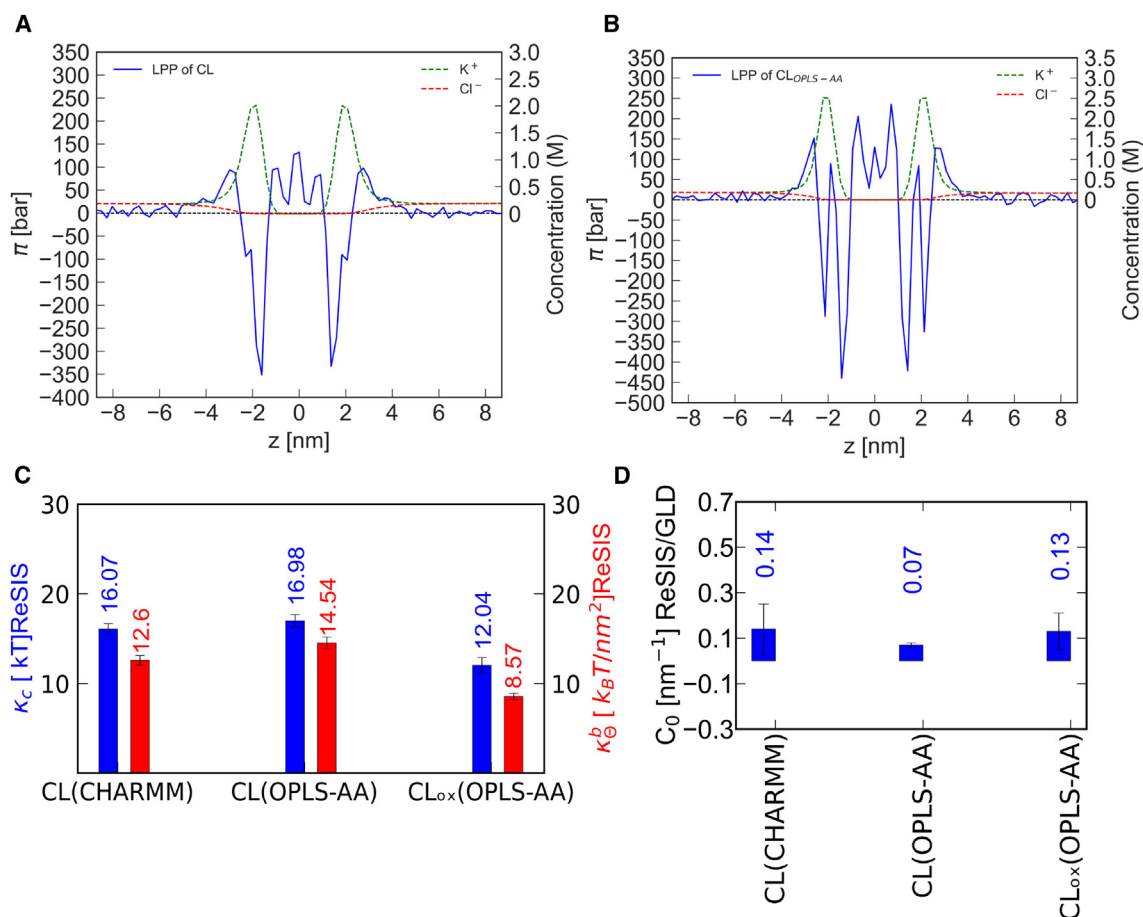 A
350
300
250
200
150
100
50
0
−50
−100
−150
−200
−250
−300
−350
−400
π [bar]
LPP of CL
K+
Cl−
3.0
2.5
2.0
1.5
1.0
0.5
0
Concentration (M)
−8 −6 −4 −2 0 2 4 6 8
z [nm]
B
350
300
250
200
150
100
50
0
−50
−100
−150
−200
−250
−300
−350
−400
−450
−500
π [bar]
LPP of CL_OPLS−AA
K+
Cl−
3.5
3.0
2.5
2.0
1.5
1.0
0.5
0
Concentration (M)
−8 −6 −4 −2 0 2 4 6 8
z [nm]
C
30
20
10
κc [ kT]ReSIS
16.07
12.6
16.98
14.54
12.04
8.57
30
20
10
κ^b_Θ [ k_BT/nm²]ReSIS
CL(CHARMM) CL(OPLS-AA) CLox(OPLS-AA)
D
0.7
0.5
0.3
0.1
−0.1
−0.3
C0 [nm−1] ReSIS/GLD
0.14
0.07
0.13
CL(CHARMM)
CL(OPLS-AA)
CLox(OPLS-AA)